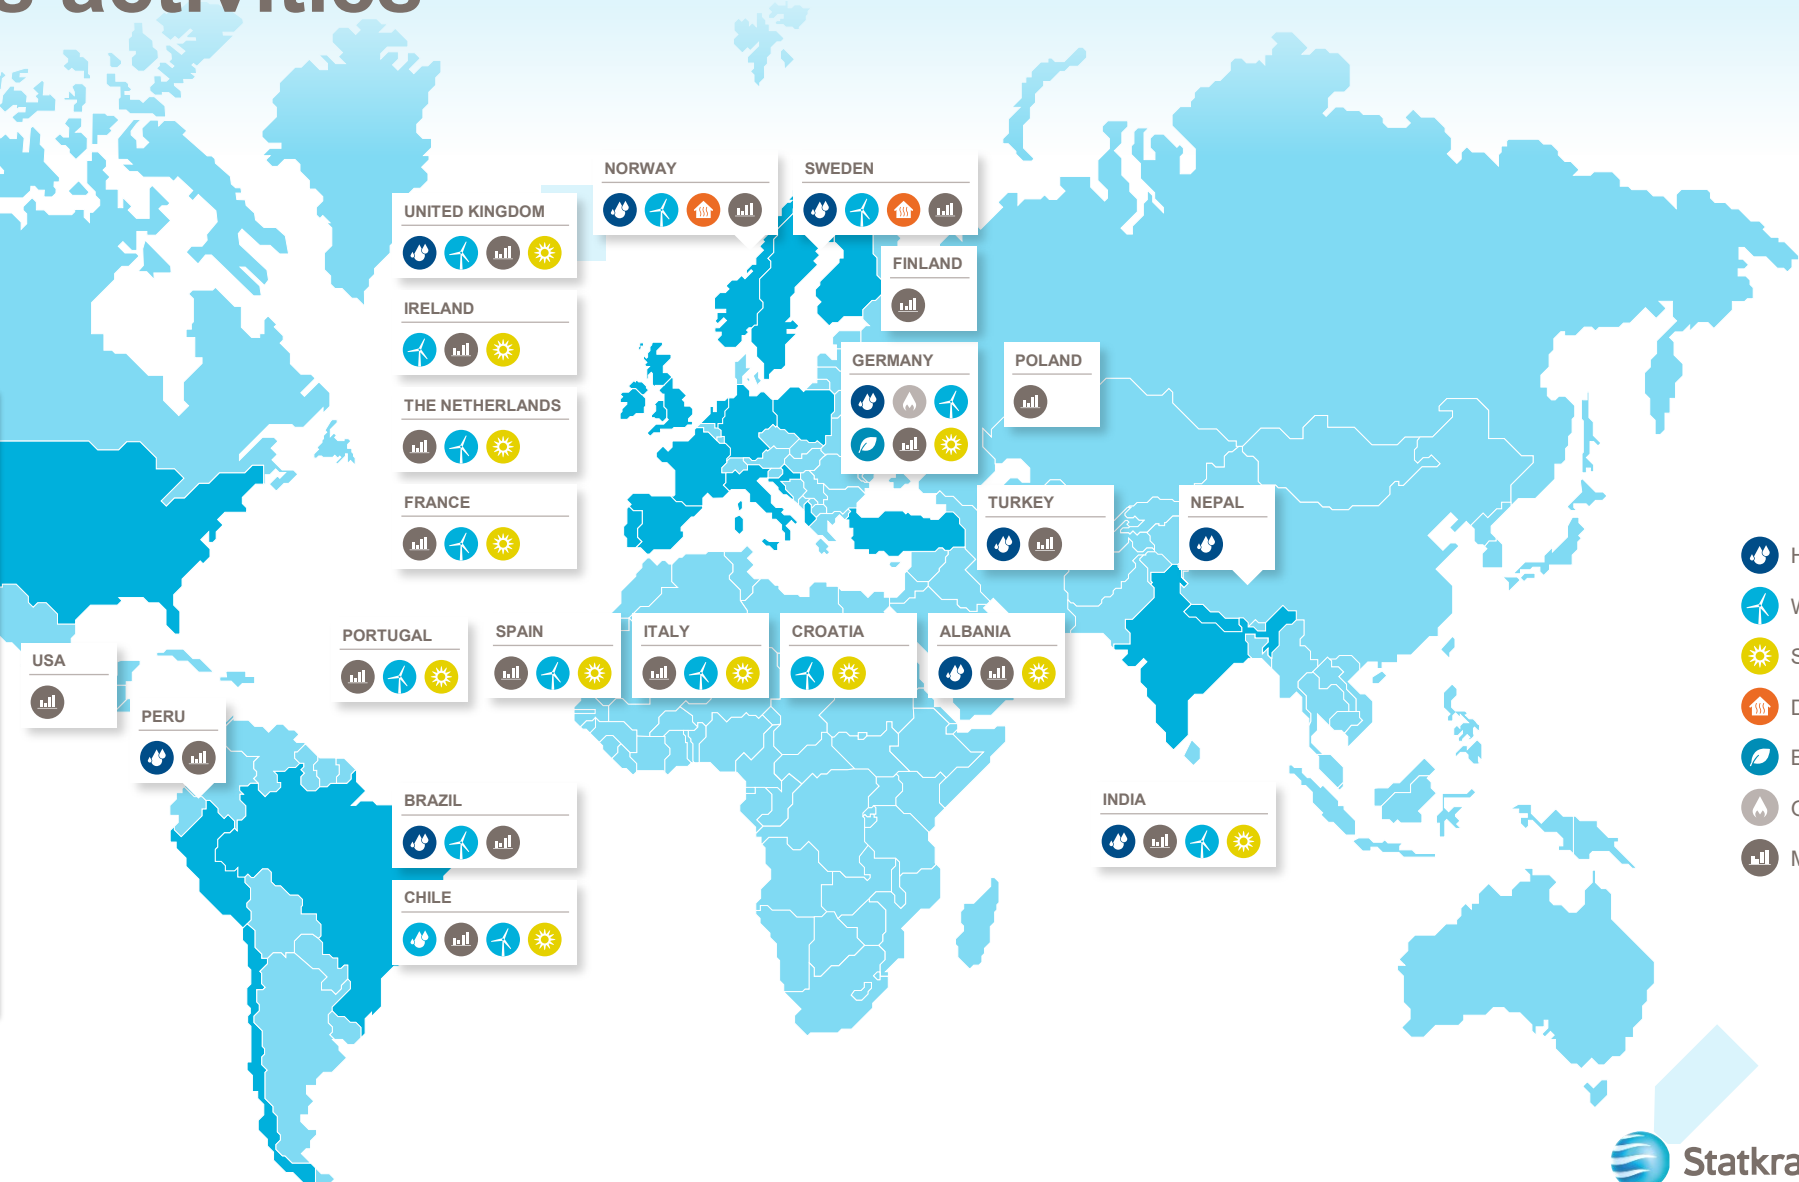 activities
NORWAY
SWEDEN
UNITED KINGDOM
FINLAND
IRELAND
GERMANY
POLAND
THE NETHERLANDS
FRANCE
TURKEY
NEPAL
PORTUGAL
SPAIN
ITALY
CROATIA
ALBANIA
USA
PERU
BRAZIL
INDIA
CHILE
H
W
S
D
B
G
M
Statkra